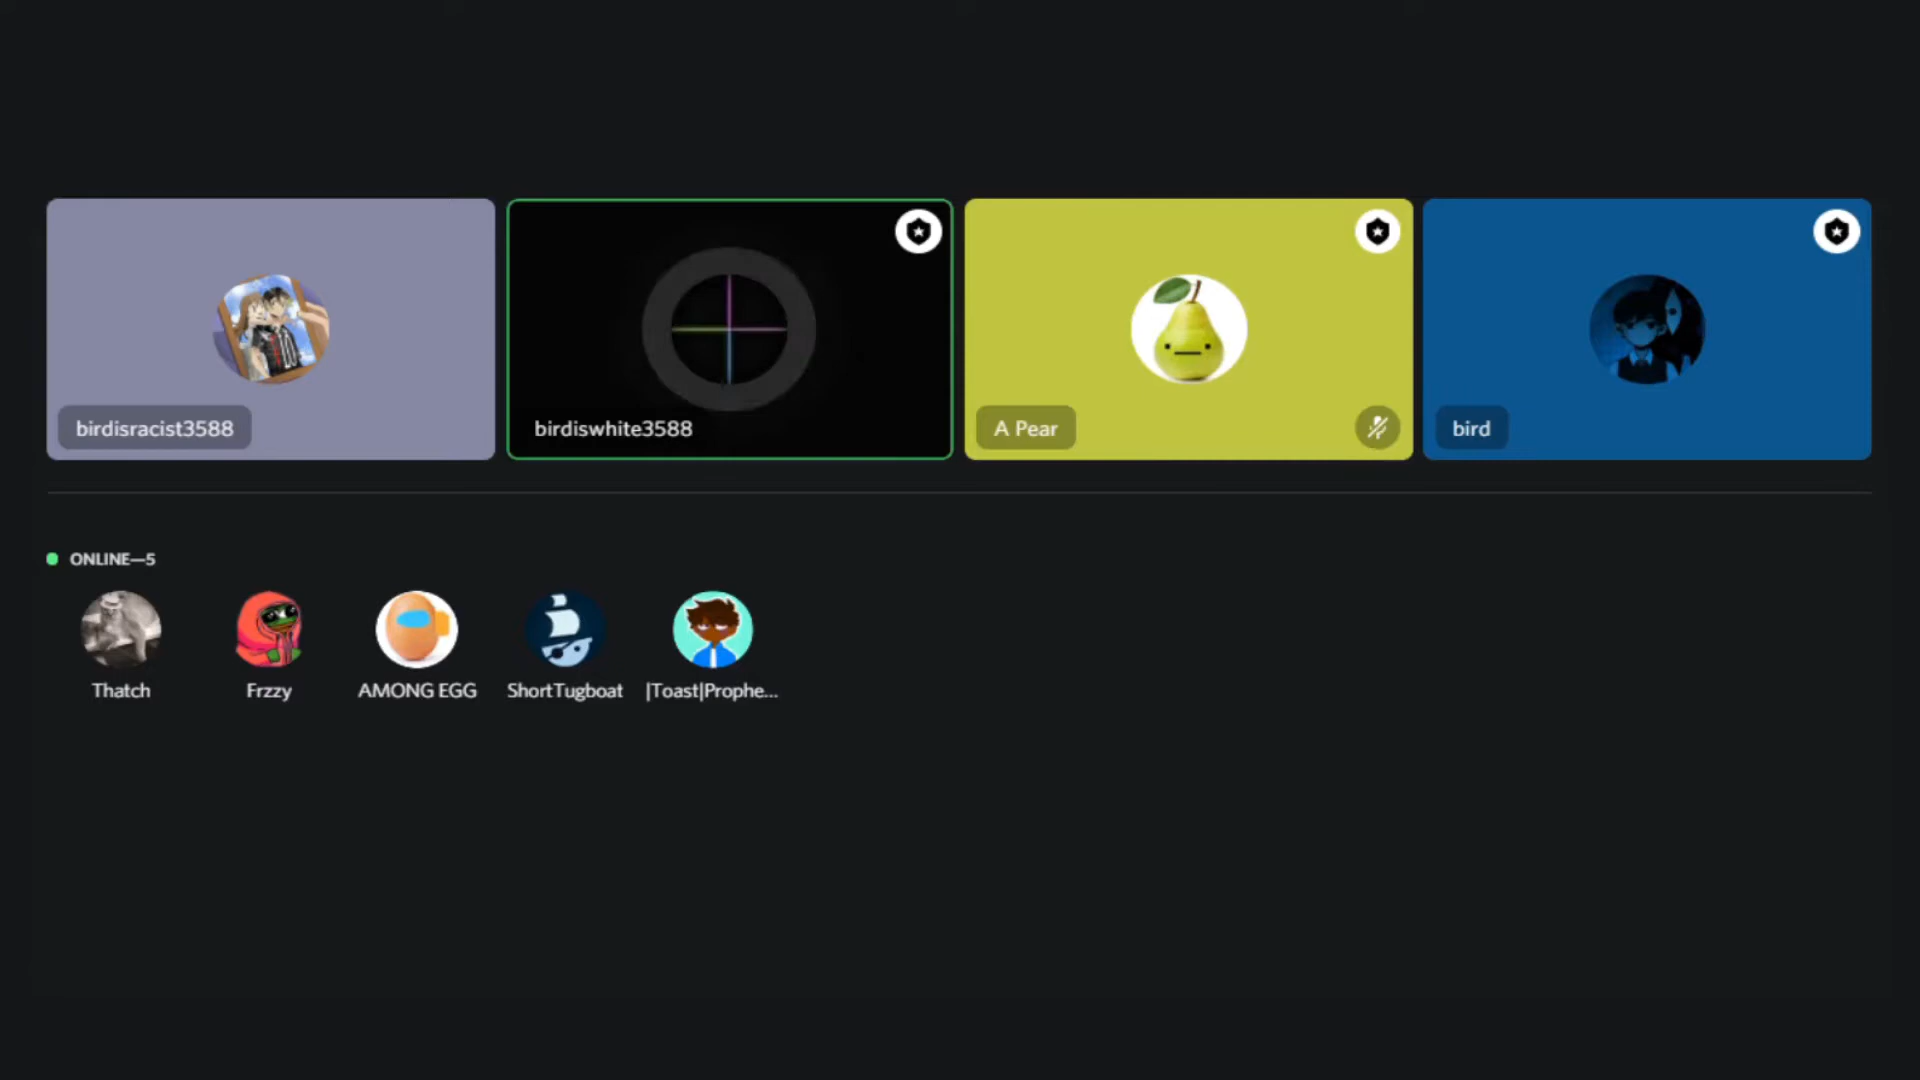 birdisracist3588
birdiswhite3588
A Pear
bird
ONLINE—5
Thatch
Frzzy
AMONG EGG
ShortTugboat
|Toast|Prophe...